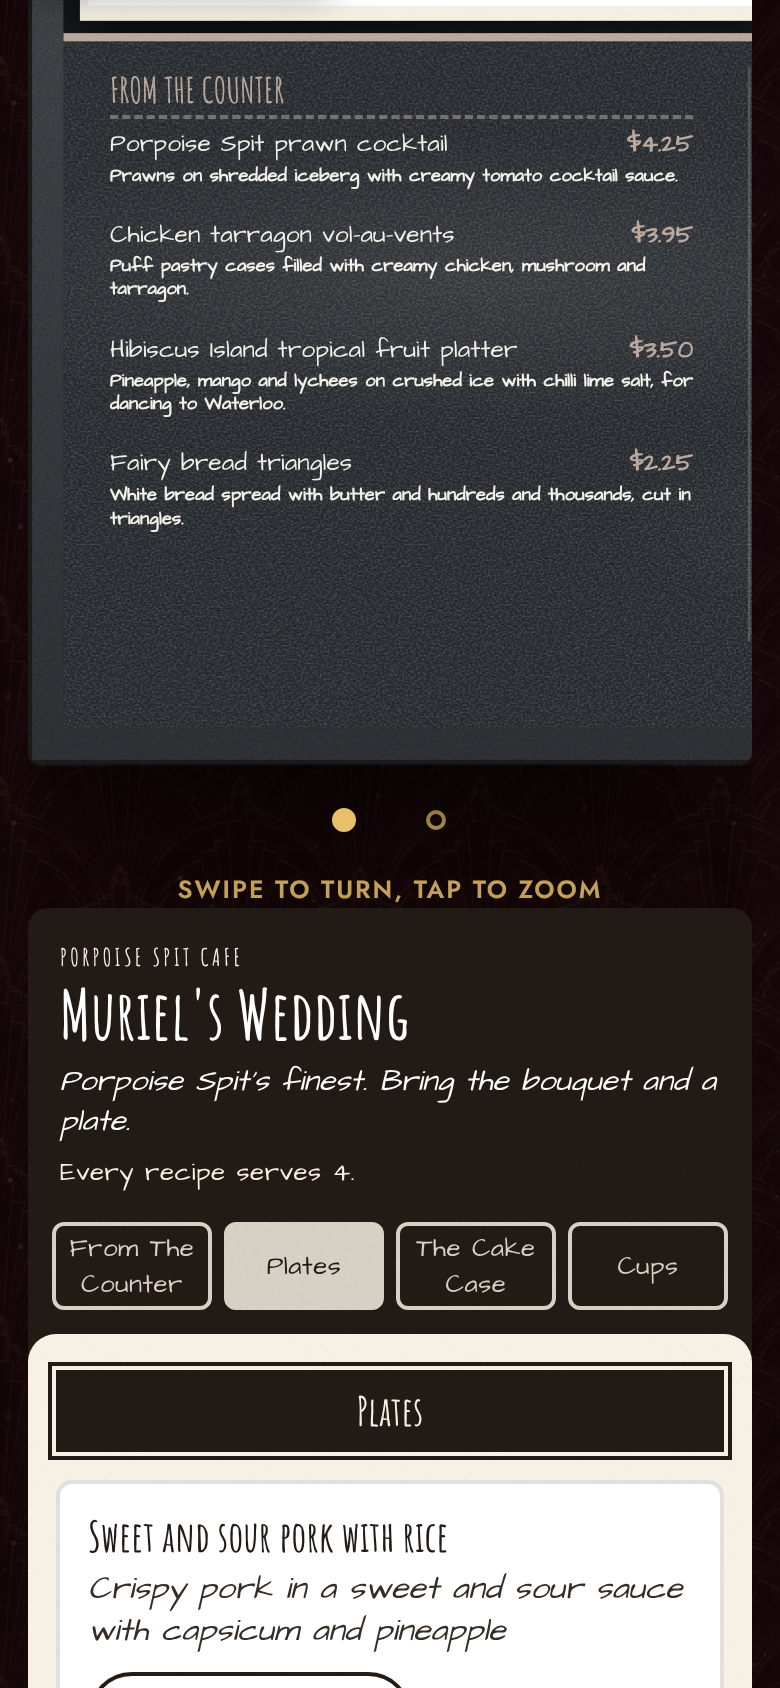 FROM THE COUNTER
Porpoise Spit prawn cocktail $4.25
Prawns on shredded iceberg with creamy tomato cocktail sauce.
Chicken tarragon vol-au-vents $3.95
Puff pastry cases filled with creamy chicken, mushroom and
tarragon.
Hibiscus Island tropical fruit platter $3.50
Pineapple, mango and lychees on crushed ice with chilli lime salt, for
dancing to Waterloo.
Fairy bread triangles $2.25
White bread spread with butter and hundreds and thousands, cut in
triangles.
SWIPE TO TURN, TAP TO ZOOM
PORPOISE SPIT CAFE
Muriel's Wedding
Porpoise Spit's finest. Bring the bouquet and a
plate.
Every recipe serves 4.
From The
Counter
Plates
The Cake
Case
Cups
Plates
Sweet and sour pork with rice
Crispy pork in a sweet and sour sauce
with capsicum and pineapple